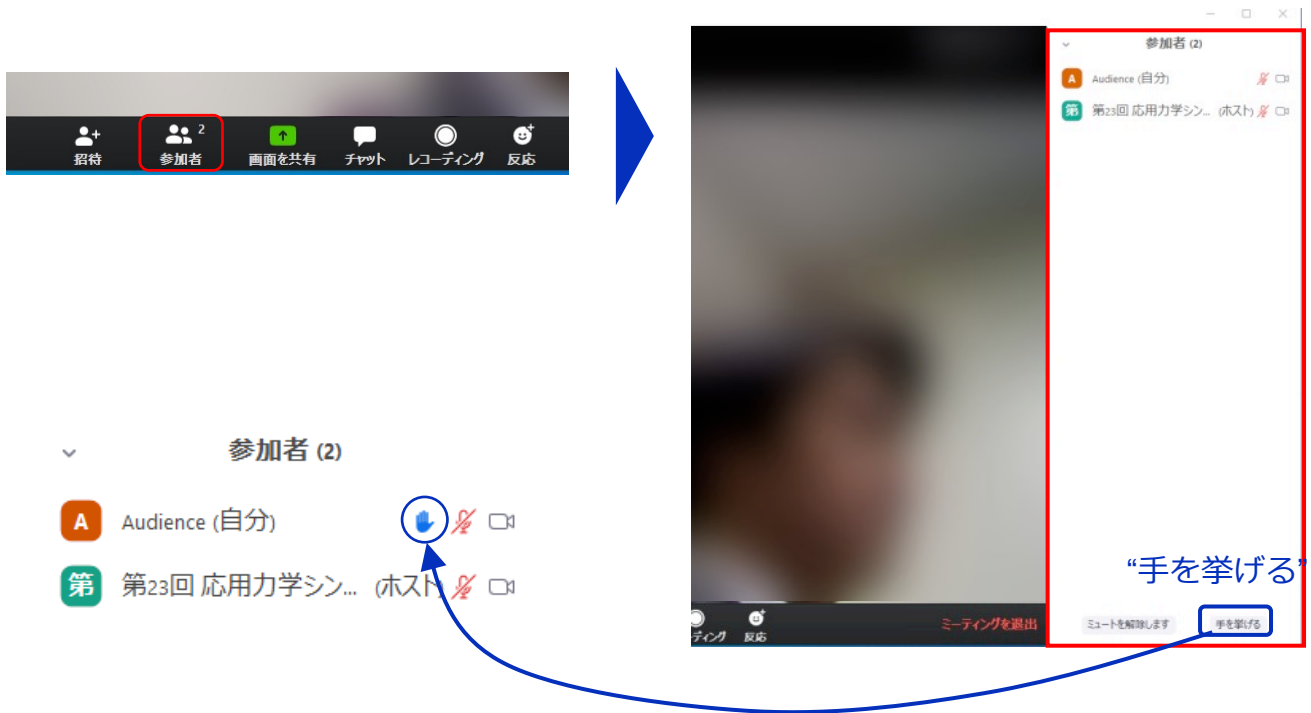 2
招待
参加者
画面を共有
チャット
レコーディング
反応
参加者 (2)
A Audience (自分)
第 第23回 応用力学シン... (ホスト)
“手を挙げる”
ミュートを解除します
手を挙げる
ーディング
反応
ミーティングを退出
参加者 (2)
A Audience (自分)
第 第23回 応用力学シン... (ホスト)